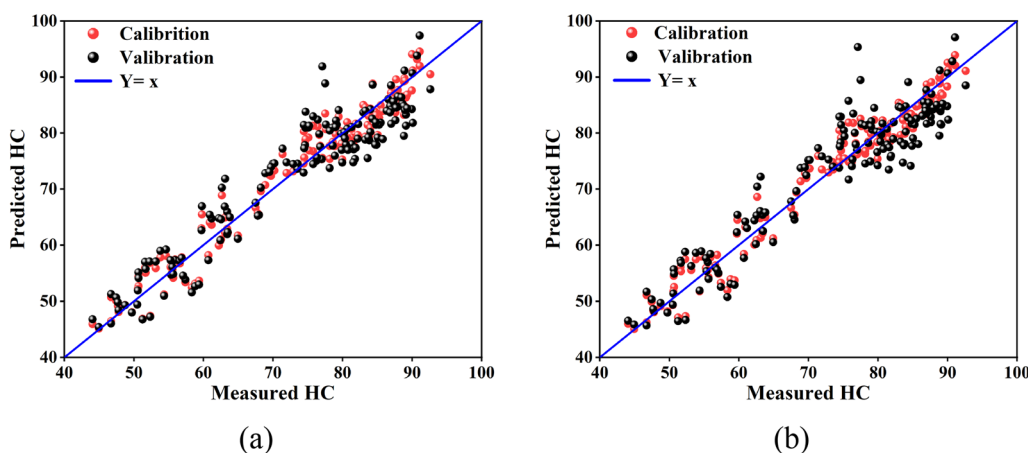 100
90
80
70
60
50
40
Predicted HC
Calibrition
Valibration
Y= x
40 50 60 70 80 90 100
Measured HC
(a)
100
90
80
70
60
50
40
Predicted HC
Calibration
Valibration
Y= x
40 50 60 70 80 90 100
Measured HC
(b)